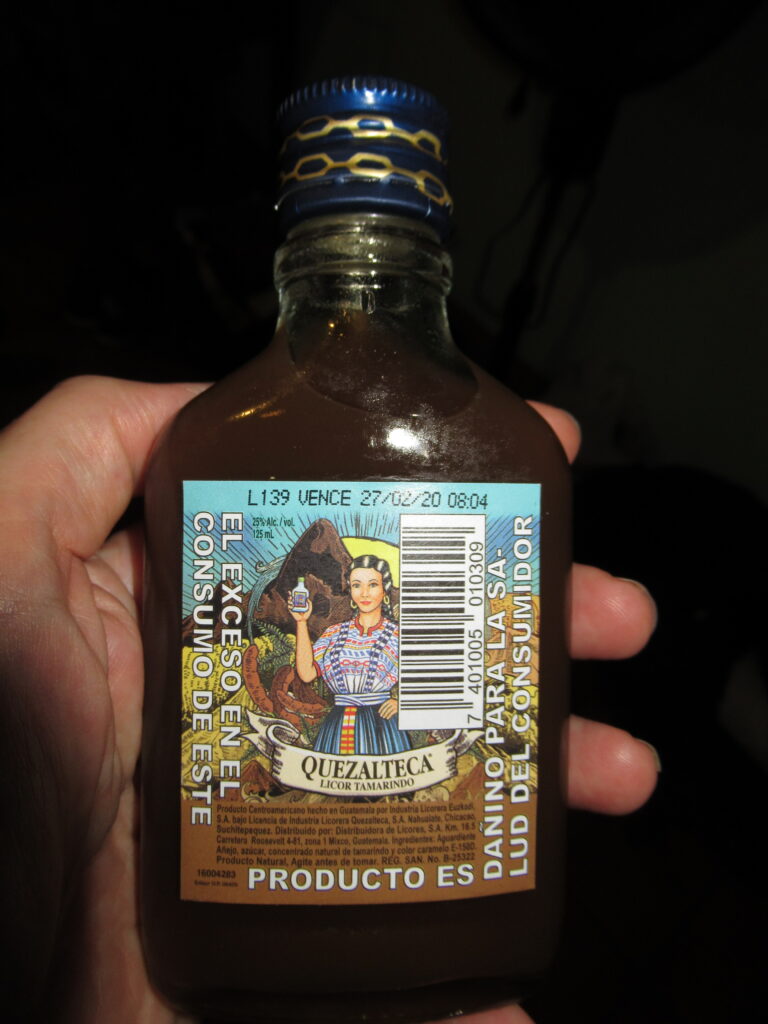 L139 VENCE 27/02/20 08:04
25% Alc. / vol.
125 mL
EL EXCESO EN EL
CONSUMO DE ESTE
PRODUCTO ES
DAÑINO PARA LA SA-
LUD DEL CONSUMIDOR
7 401005 010309
QUEZALTECA
LICOR TAMARINDO
Producto Centroamericano hecho en Guatemala por Industria Licorera Euzkadi,
S.A. bajo Licencia de Industria Licorera Quezalteca, S.A. Nahualate, Chicacao,
Suchitepequez. Distribuido por: Distribuidora de Licores, S.A. Km. 16.5
Carretera Roosevelt 4-81, zona 1 Mixco, Guatemala. Ingredientes: Aguardiente
Añejo, azúcar, concentrado natural de tamarindo y color caramelo E-150D.
Producto Natural, Agite antes de tomar. REG. SAN. No. B-25322
16004283